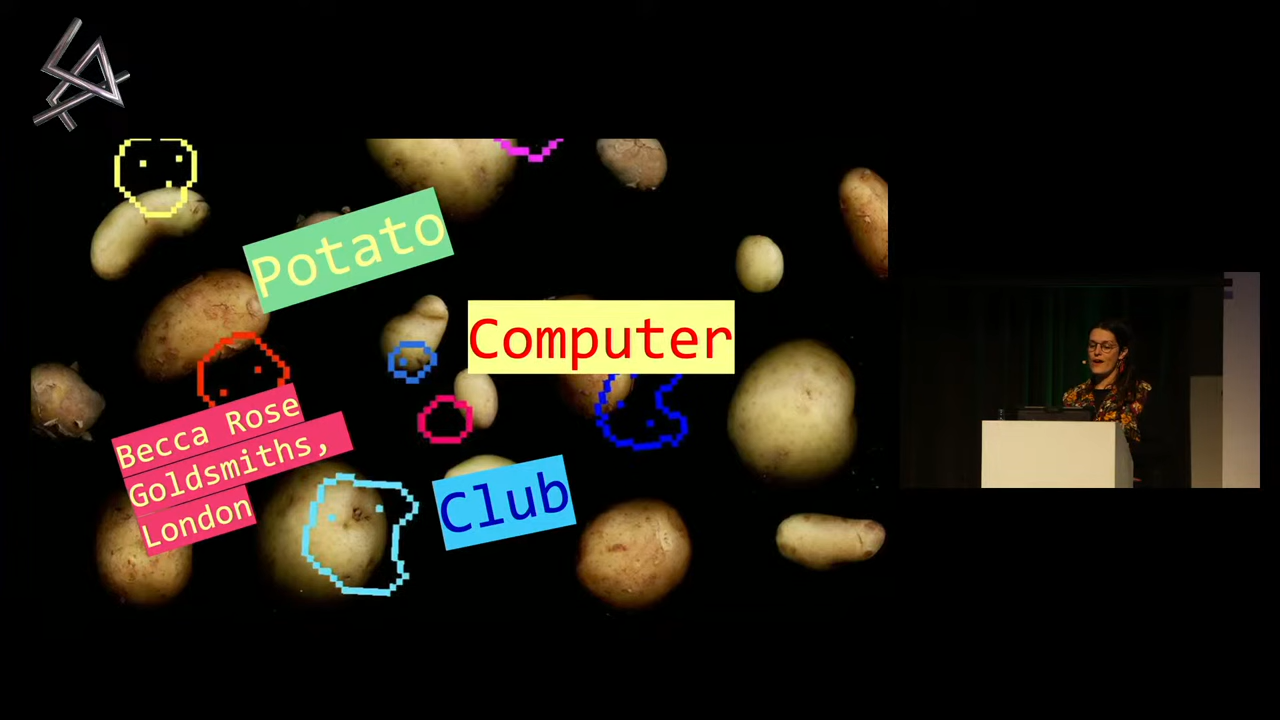 Potato
Computer
Club
Becca Rose
Goldsmiths,
London